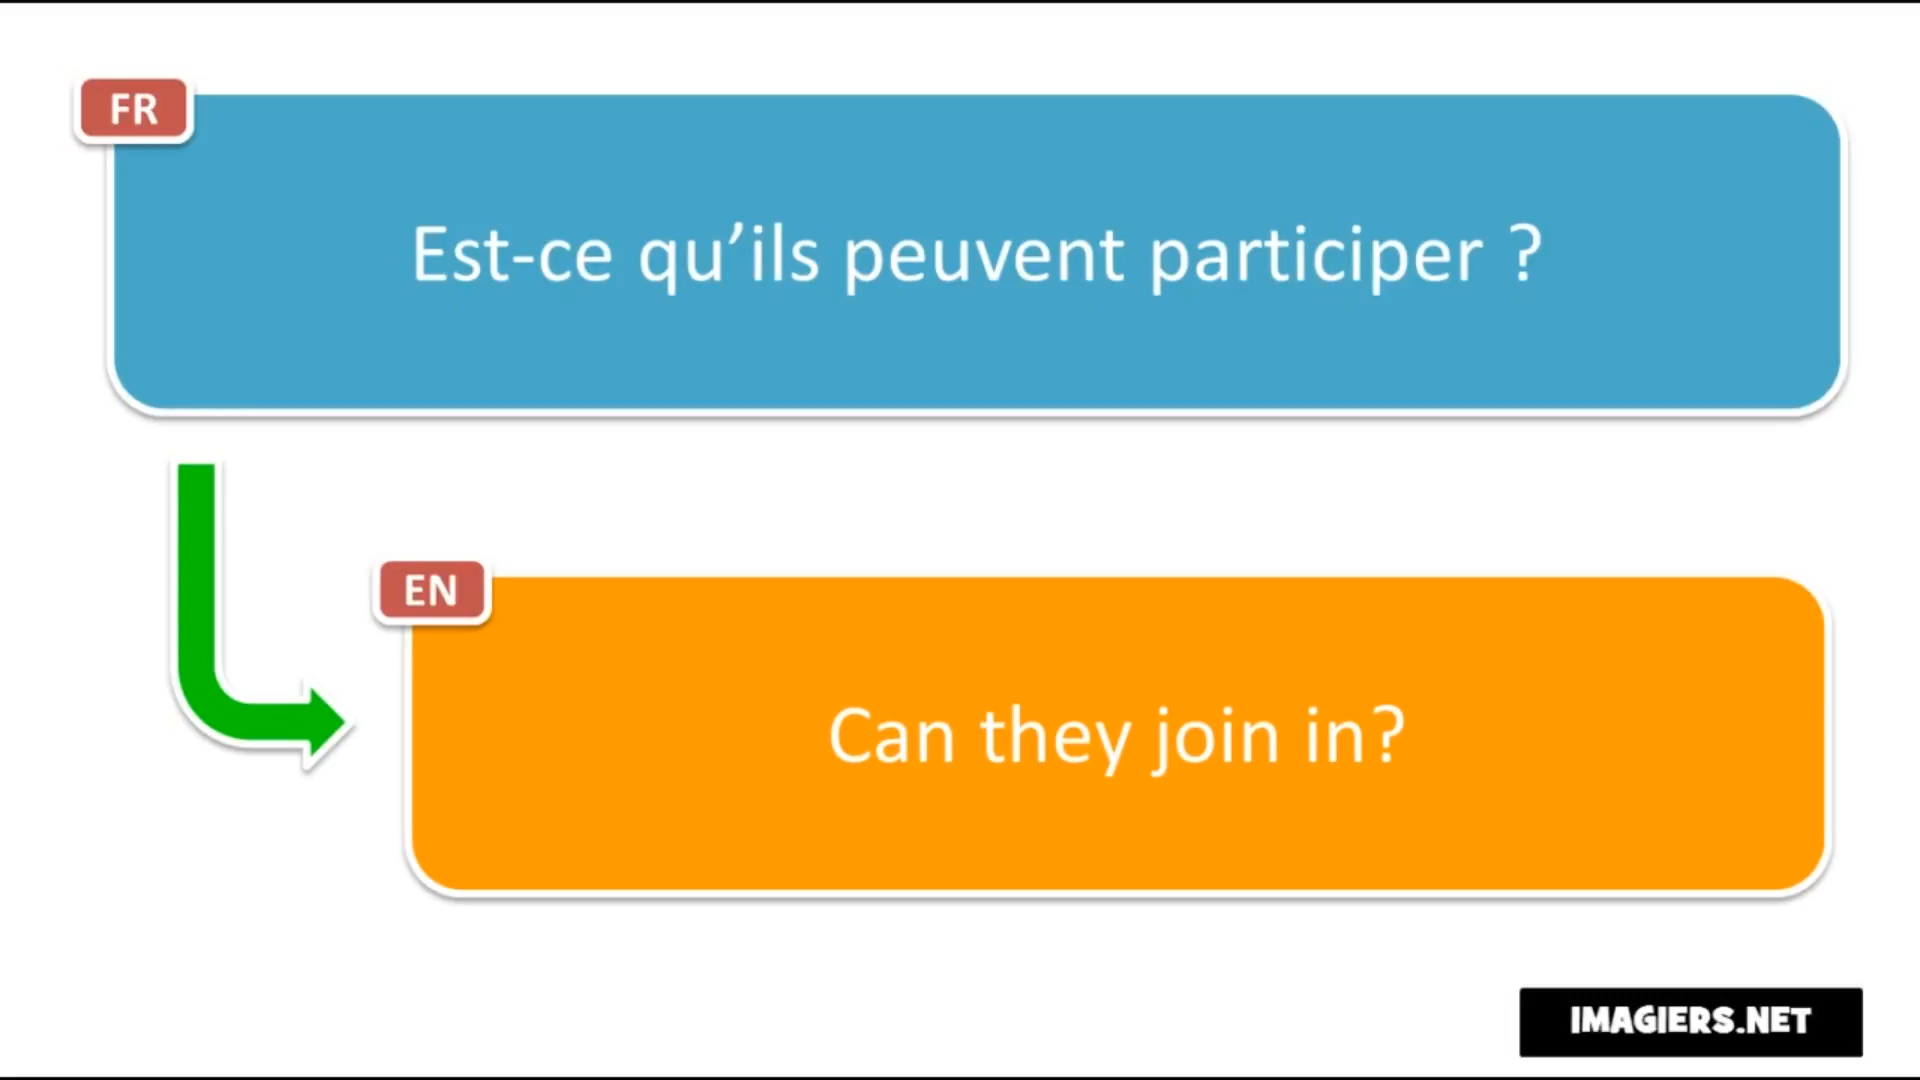 FR
Est-ce qu’ils peuvent participer ?
EN
Can they join in?
IMAGIERS.NET